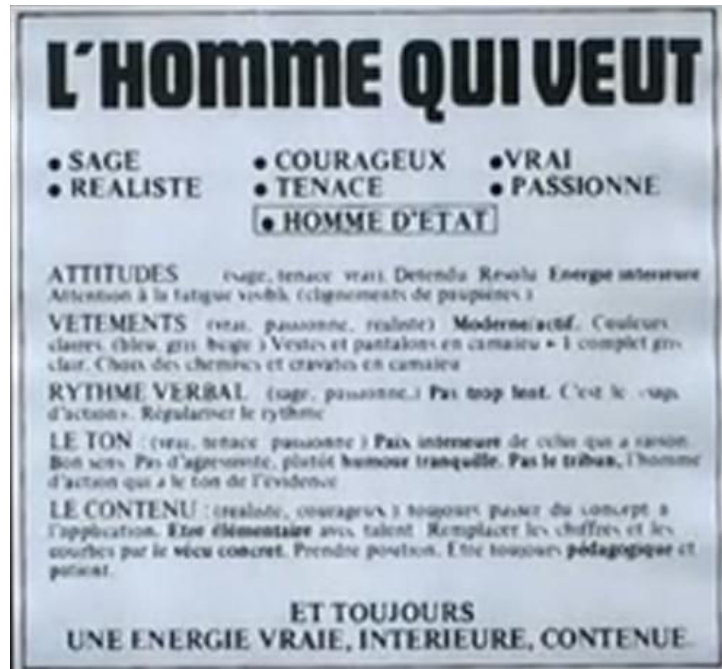 L'HOMME QUI VEUT
• SAGE • COURAGEUX • VRAI
• REALISTE • TENACE • PASSIONNE
• HOMME D'ETAT
ATTITUDES (sage, tenace vrai). Detendu Resolu Energie interieure
Attention à la fatigue visible (clignements de paupières)
VETEMENTS (vrai, passionne, realiste) Moderne/actif. Couleurs
claires. (bleu, gris, beige) Vestes et pantalons en camaieu + 1 complet gris
clair. Choix des chemises et cravates en camaieu
RYTHME VERBAL (sage, passionne,) Pas trop lent. C'est le «sage
d'action». Régulariser le rythme
LE TON : (vrai, tenace passionne) Paix interieure de celui qui a raison.
Bon sens. Pas d'agressivite, plutôt humour tranquille. Pas le tribun, l'homme
d'action qui a le ton de l'évidence
LE CONTENU : (realiste, courageux) toujours passer du concept a
l'application. Etre élémentaire avec talent. Remplacer les chiffres et les
courbes par le vécu concret. Prendre position. Etre toujours pédagogique et
patient.
ET TOUJOURS
UNE ENERGIE VRAIE, INTERIEURE, CONTENUE.